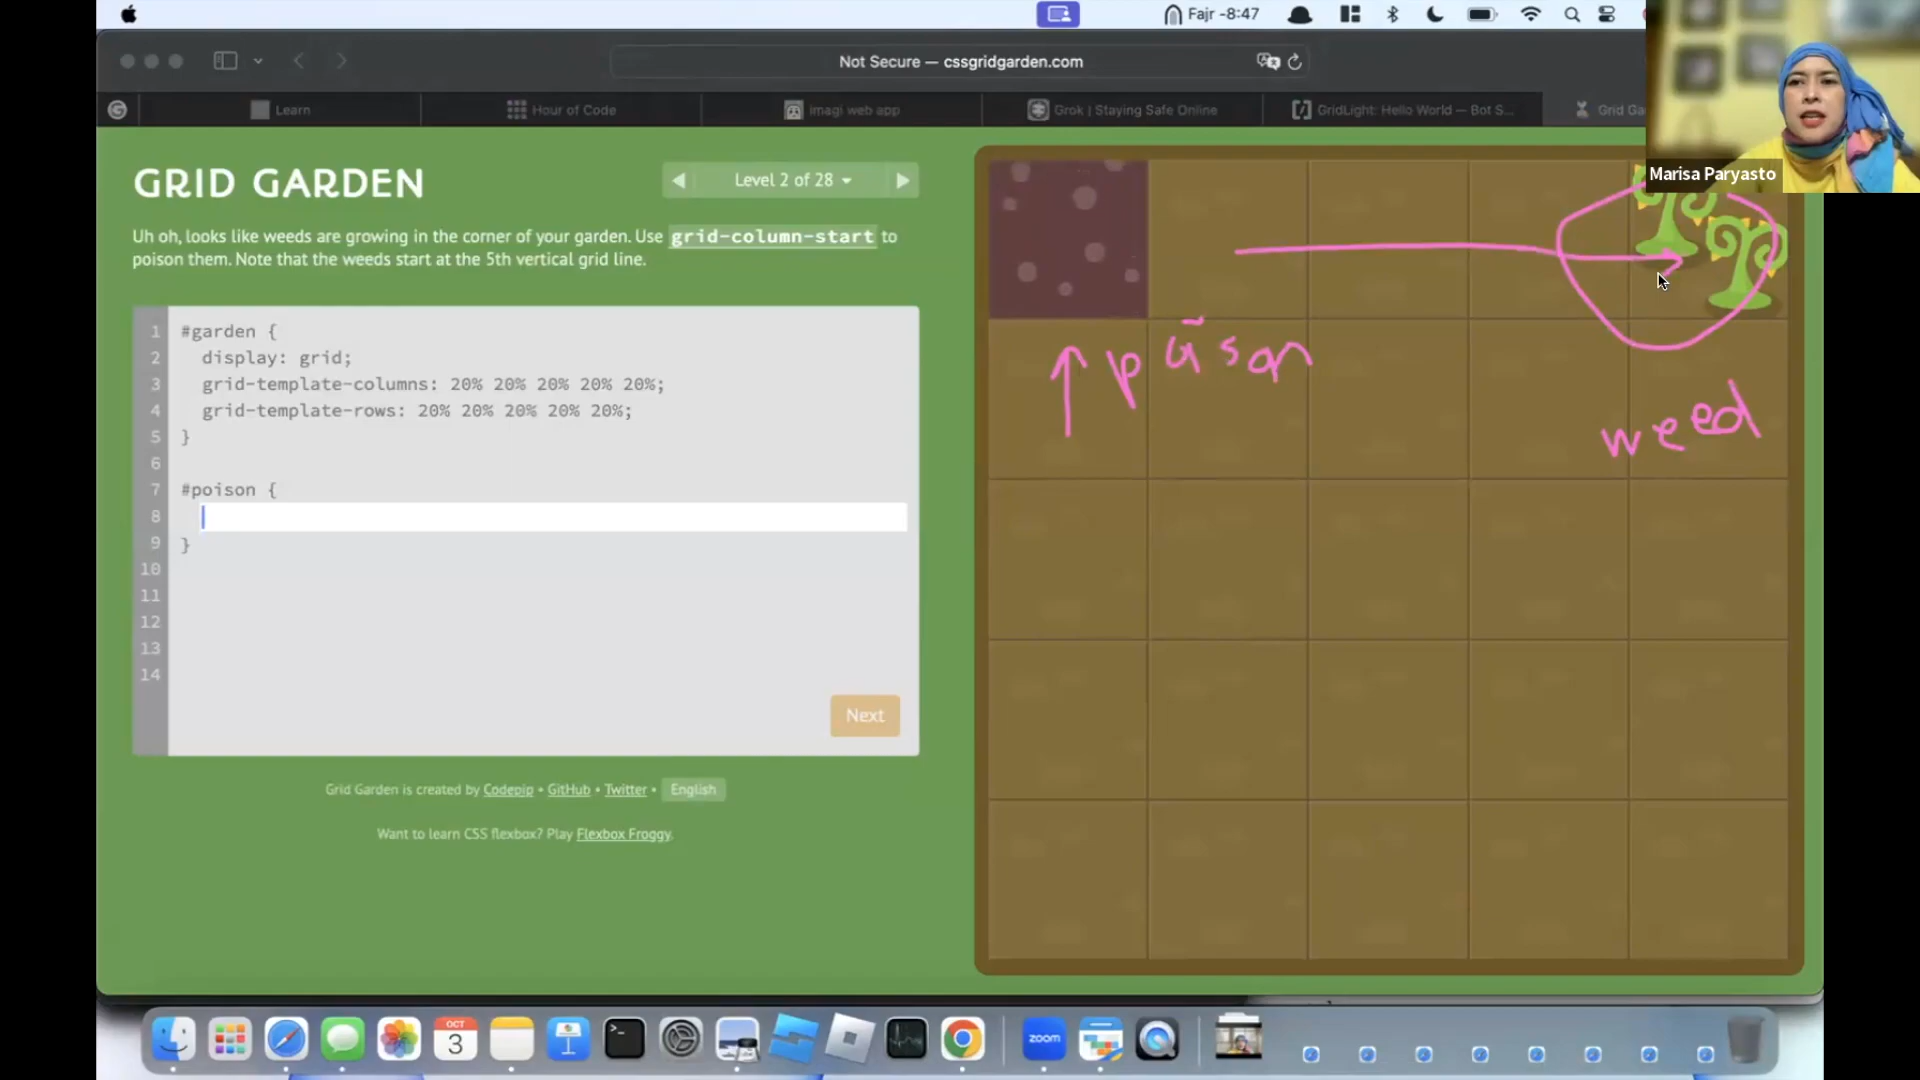 Fajr -8:47
Not Secure — cssgridgarden.com
Learn
Hour of Code
imagi web app
Grok | Staying Safe Online
GridLight: Hello World — Bot S...
Grid Ga
Marisa Paryasto
GRID GARDEN
Level 2 of 28
Uh oh, looks like weeds are growing in the corner of your garden. Use grid-column-start to
poison them. Note that the weeds start at the 5th vertical grid line.
1 #garden {
2 display: grid;
3 grid-template-columns: 20% 20% 20% 20% 20%;
4 grid-template-rows: 20% 20% 20% 20% 20%;
5 }
6
7 #poison {
8
9 }
10
11
12
13
14
Next
poison
weed
Grid Garden is created by Codepip • GitHub • Twitter • English
Want to learn CSS flexbox? Play Flexbox Froggy.
OCT
3
zoom